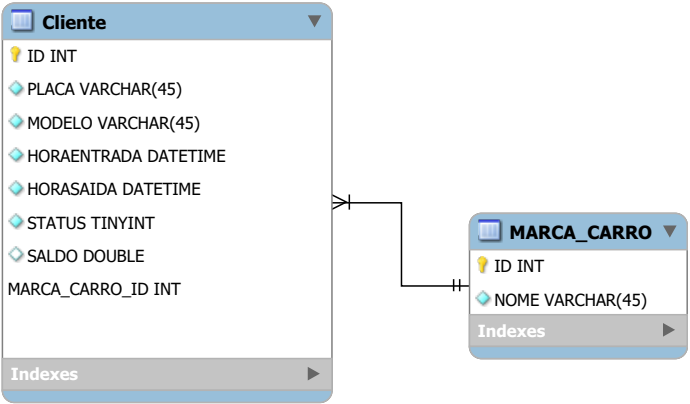 Cliente
ID INT
PLACA VARCHAR(45)
MODELO VARCHAR(45)
HORAENTRADA DATETIME
HORASAIDA DATETIME
STATUS TINYINT
SALDO DOUBLE
MARCA_CARRO_ID INT
Indexes
MARCA_CARRO
ID INT
NOME VARCHAR(45)
Indexes